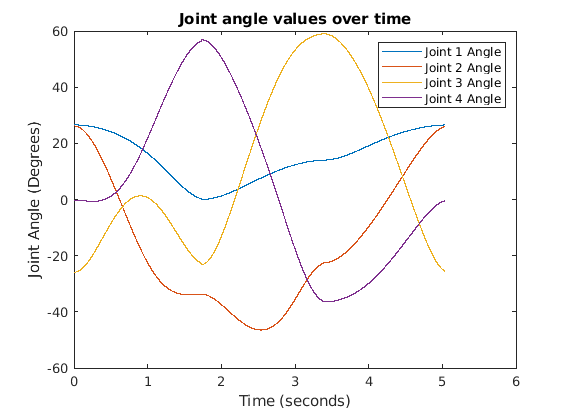 Joint angle values over time
Joint 1 Angle
Joint 2 Angle
Joint 3 Angle
Joint 4 Angle
Joint Angle (Degrees)
60
40
20
0
-20
-40
-60
0 1 2 3 4 5 6
Time (seconds)